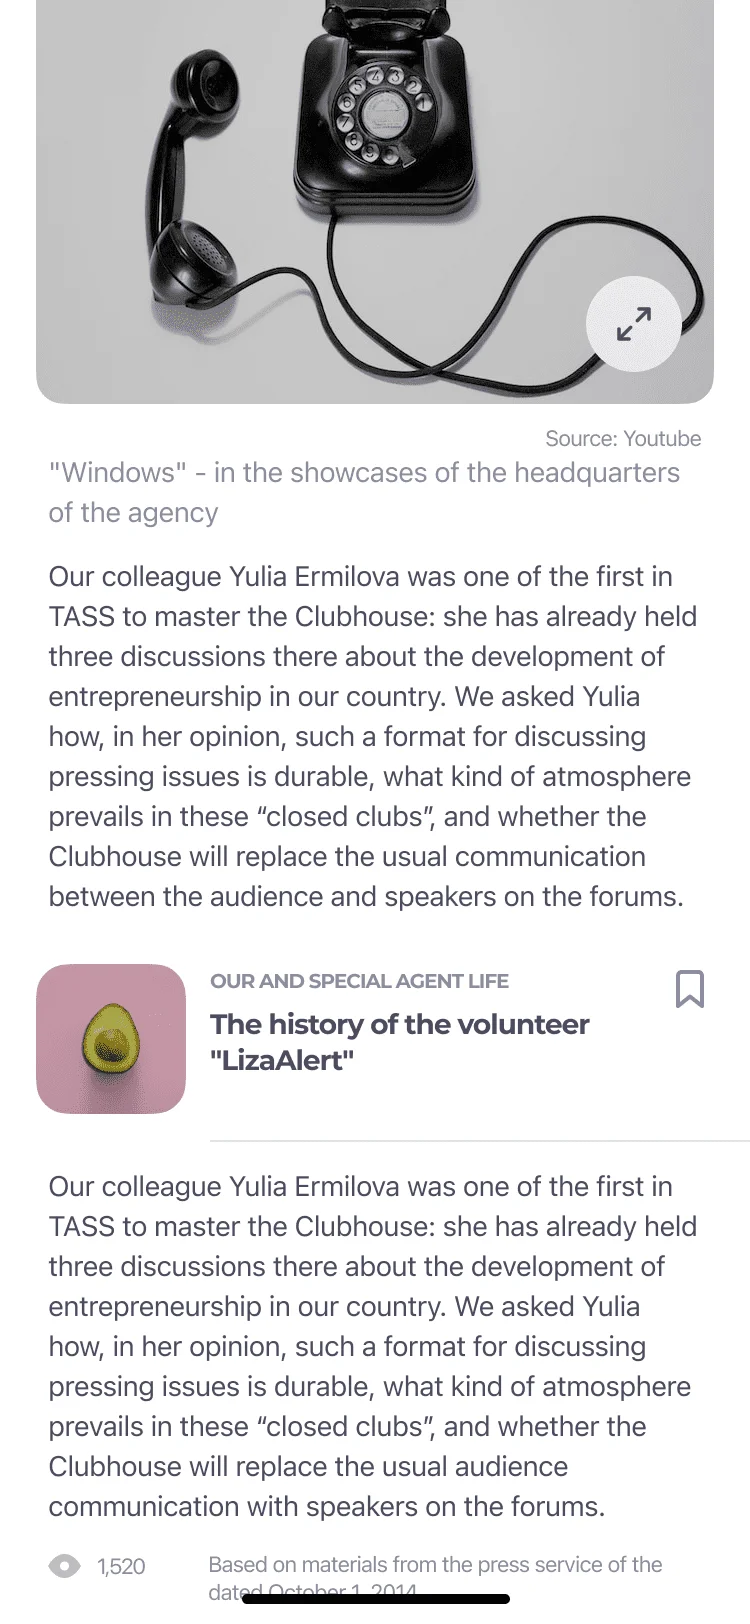 Source: Youtube
"Windows" - in the showcases of the headquarters
of the agency
Our colleague Yulia Ermilova was one of the first in
TASS to master the Clubhouse: she has already held
three discussions there about the development of
entrepreneurship in our country. We asked Yulia
how, in her opinion, such a format for discussing
pressing issues is durable, what kind of atmosphere
prevails in these “closed clubs”, and whether the
Clubhouse will replace the usual communication
between the audience and speakers on the forums.
OUR AND SPECIAL AGENT LIFE
The history of the volunteer
"LizaAlert"
Our colleague Yulia Ermilova was one of the first in
TASS to master the Clubhouse: she has already held
three discussions there about the development of
entrepreneurship in our country. We asked Yulia
how, in her opinion, such a format for discussing
pressing issues is durable, what kind of atmosphere
prevails in these “closed clubs”, and whether the
Clubhouse will replace the usual audience
communication with speakers on the forums.
1,520
Based on materials from the press service of the
dated October 1, 2014